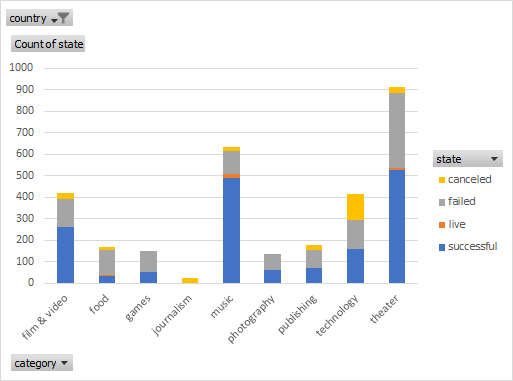 country
Count of state
1000
900
800
700
600
500
400
300
200
100
0
film & video
food
games
journalism
music
photography
publishing
technology
theater
state
canceled
failed
live
successful
category